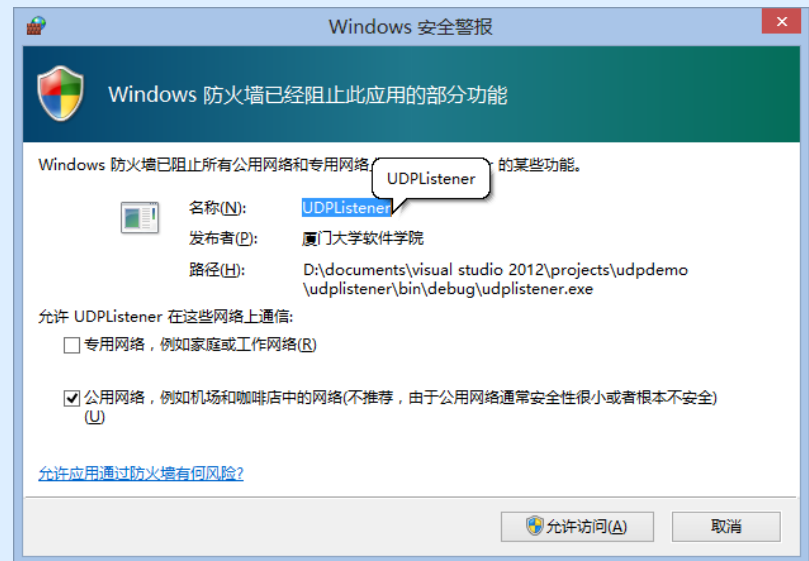 Windows 安全警报
Windows 防火墙已经阻止此应用的部分功能
Windows 防火墙已阻止所有公用网络和专用网络 的某些功能。
UDPListener
名称(N): UDPListener
发布者(P): 厦门大学软件学院
路径(H): D:\documents\visual studio 2012\projects\udpdemo
\udplistener\bin\debug\udplistener.exe
允许 UDPListener 在这些网络上通信:
专用网络，例如家庭或工作网络(R)
公用网络，例如机场和咖啡店中的网络(不推荐，由于公用网络通常安全性很小或者根本不安全)
(U)
允许应用通过防火墙有何风险?
允许访问(A) 取消